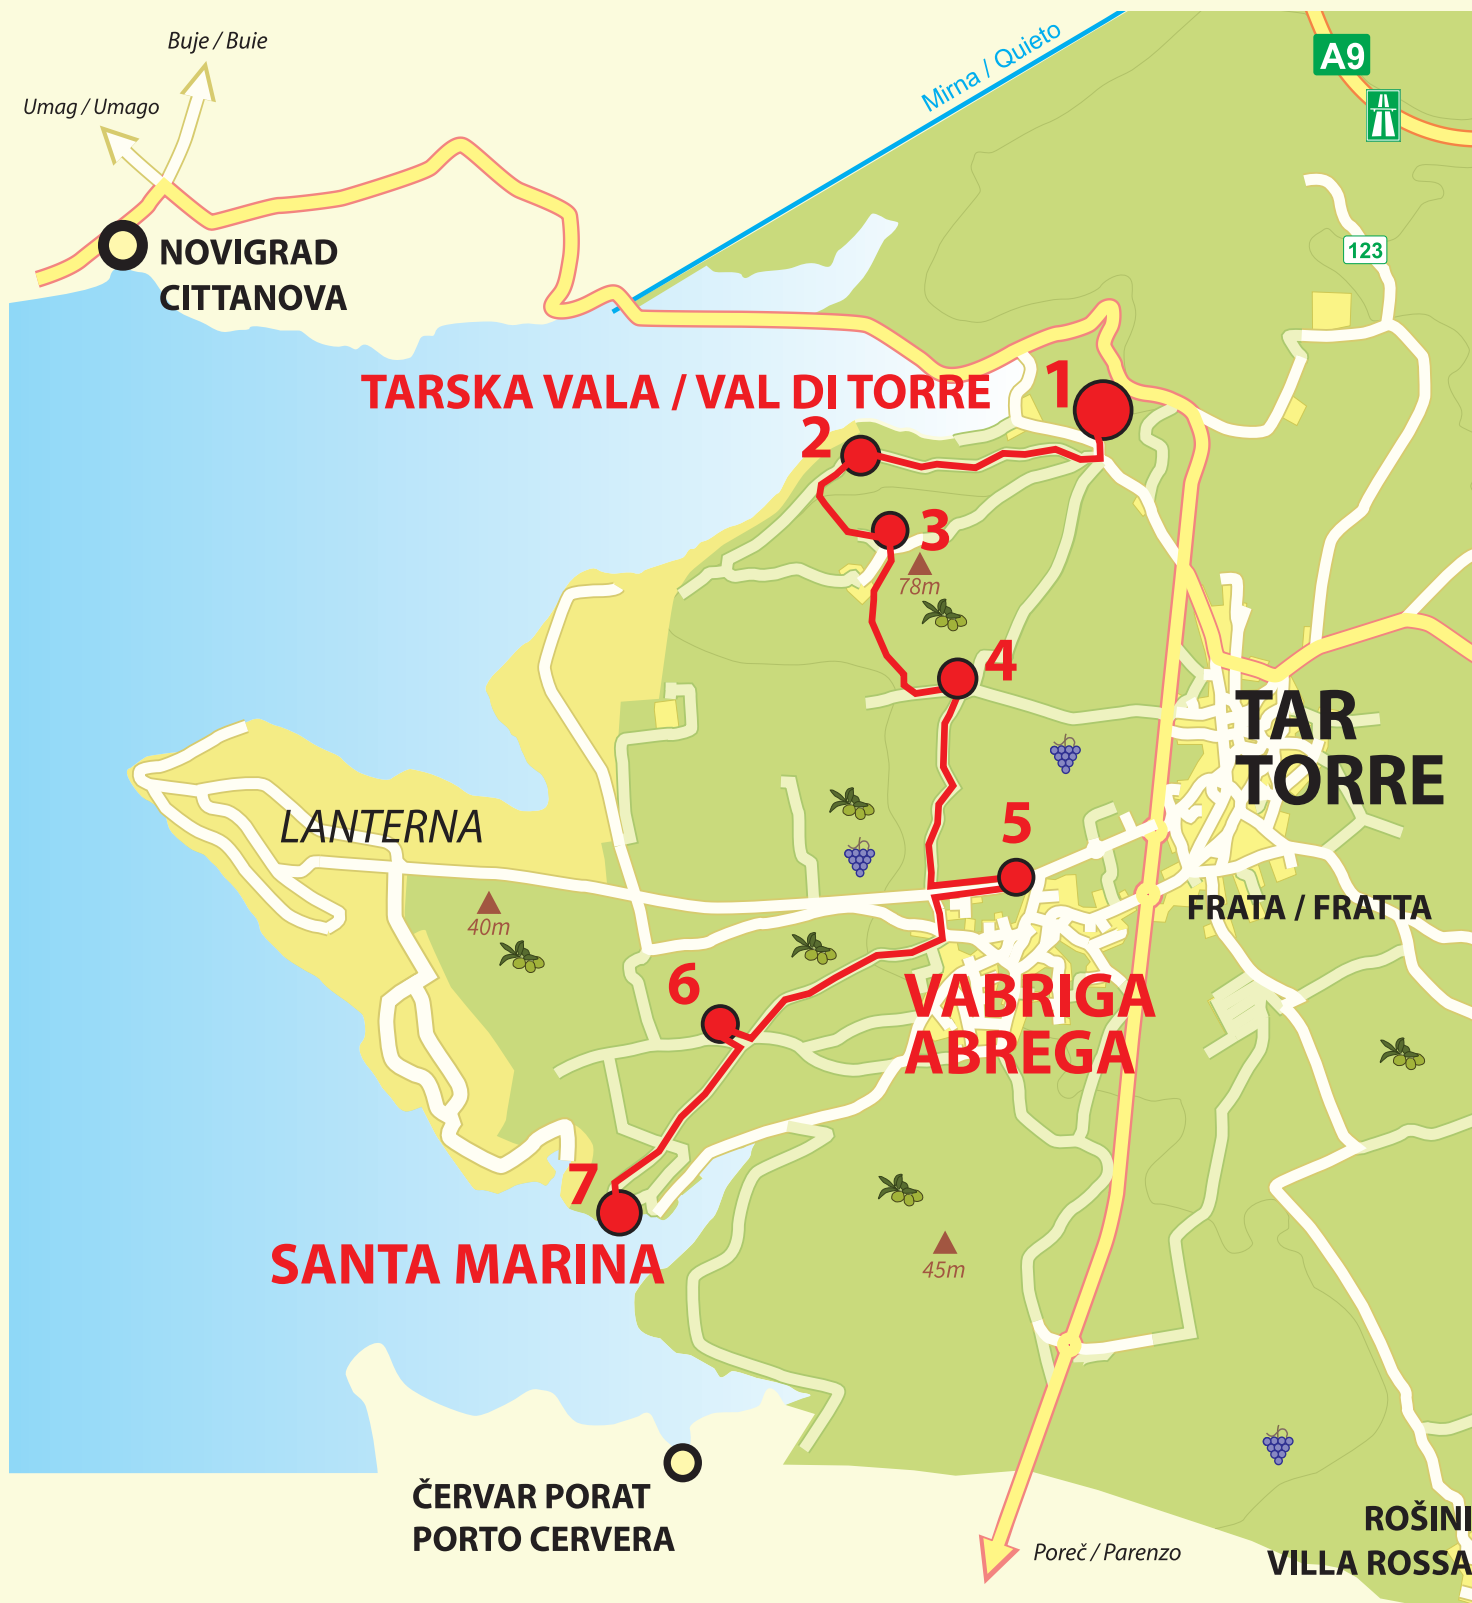 Buje / Buie
Umag / Umago
Mirna / Quieto
A9
NOVIGRAD
CITTANOVA
123
TARSKA VALA / VAL DI TORRE
1
2
3
78m
4
TAR
TORRE
5
LANTERNA
40m
FRATA / FRATTA
6
VABRIGA
ABREGA
7
SANTA MARINA
45m
ČERVAR PORAT
PORTO CERVERA
Poreč / Parenzo
ROŠINI
VILLA ROSSA